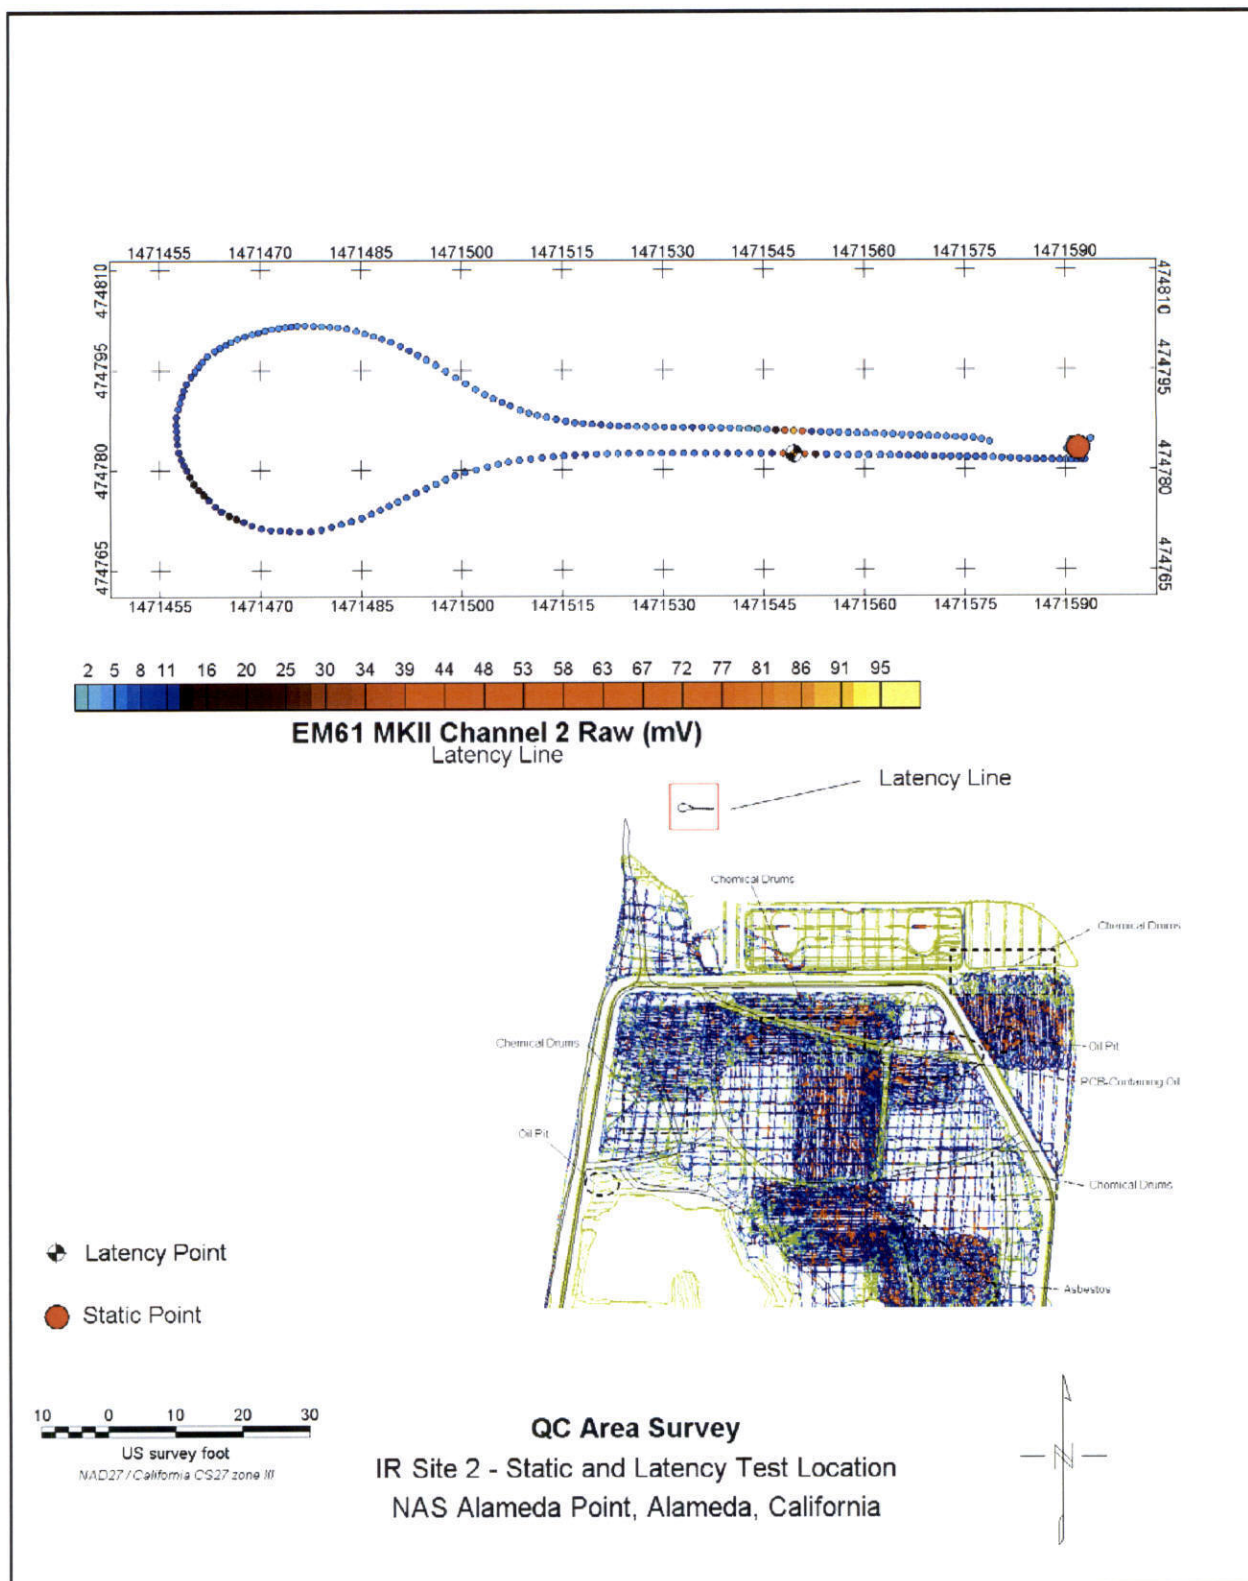 1471455 1471470 1471485 1471500 1471515 1471530 1471545 1471560 1471575 1471590
474810 474810
474795 474795
474780 474780
474765 474765
1471455 1471470 1471485 1471500 1471515 1471530 1471545 1471560 1471575 1471590
2 5 8 11 16 20 25 30 34 39 44 48 53 58 63 67 72 77 81 86 91 95
EM61 MKII Channel 2 Raw (mV)
Latency Line
Latency Line
Chemical Drums
Chemical Drums
Chemical Drums
Oil Pit
PCB-Containing Oil
Oil Pit
Chemical Drums
Asbestos
Latency Point
Static Point
10 0 10 20 30
US survey foot
NAD27 / California CS27 zone III
QC Area Survey
IR Site 2 - Static and Latency Test Location
NAS Alameda Point, Alameda, California
N